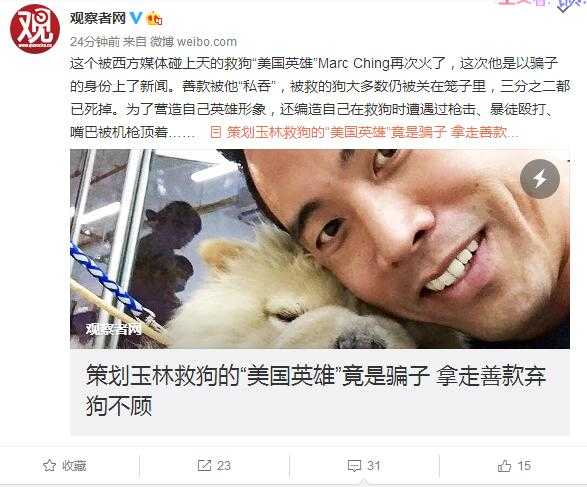 观
www.guancha.cn
观察者网
24分钟前 来自 微博 weibo.com
这个被西方媒体碰上天的救狗“美国英雄”Marc Ching再次火了，这次他是以骗子
的身份上了新闻。善款被他“私吞”，被救的狗大多数仍被关在笼子里，三分之二都
已死掉。为了营造自己英雄形象，还编造自己在救狗时遭遇过枪击、暴徒殴打、
嘴巴被机枪顶着…… 策划玉林救狗的“美国英雄”竟是骗子 拿走善款…
观察者网
策划玉林救狗的“美国英雄”竟是骗子 拿走善款弃
狗不顾
收藏 23 31 15